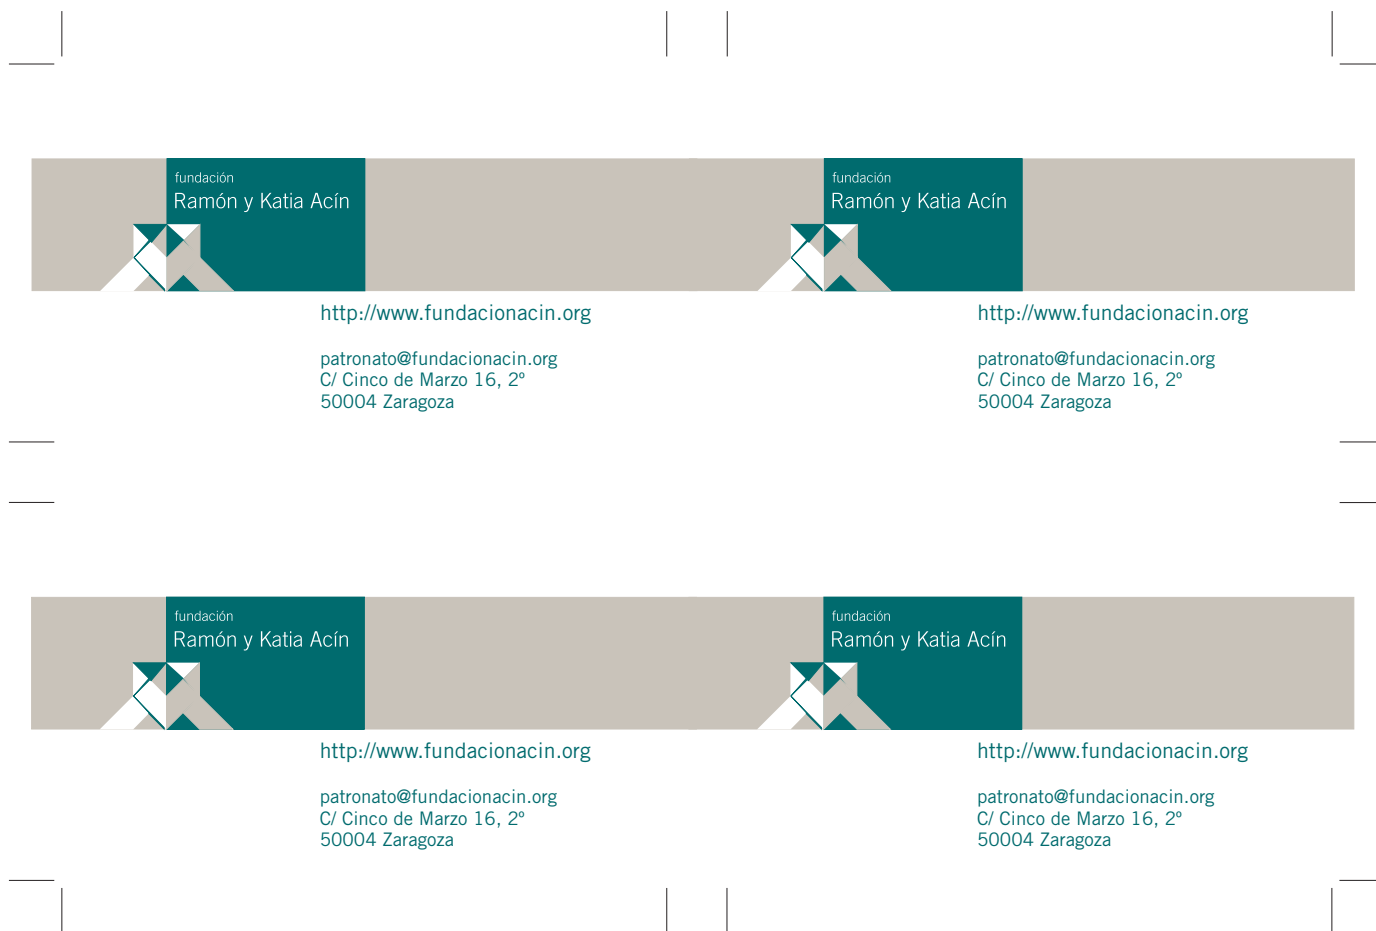 fundación
Ramón y Katia Acín
http://www.fundacionacin.org
patronato@fundacionacin.org
C/ Cinco de Marzo 16, 2º
50004 Zaragoza
fundación
Ramón y Katia Acín
http://www.fundacionacin.org
patronato@fundacionacin.org
C/ Cinco de Marzo 16, 2º
50004 Zaragoza
fundación
Ramón y Katia Acín
http://www.fundacionacin.org
patronato@fundacionacin.org
C/ Cinco de Marzo 16, 2º
50004 Zaragoza
fundación
Ramón y Katia Acín
http://www.fundacionacin.org
patronato@fundacionacin.org
C/ Cinco de Marzo 16, 2º
50004 Zaragoza